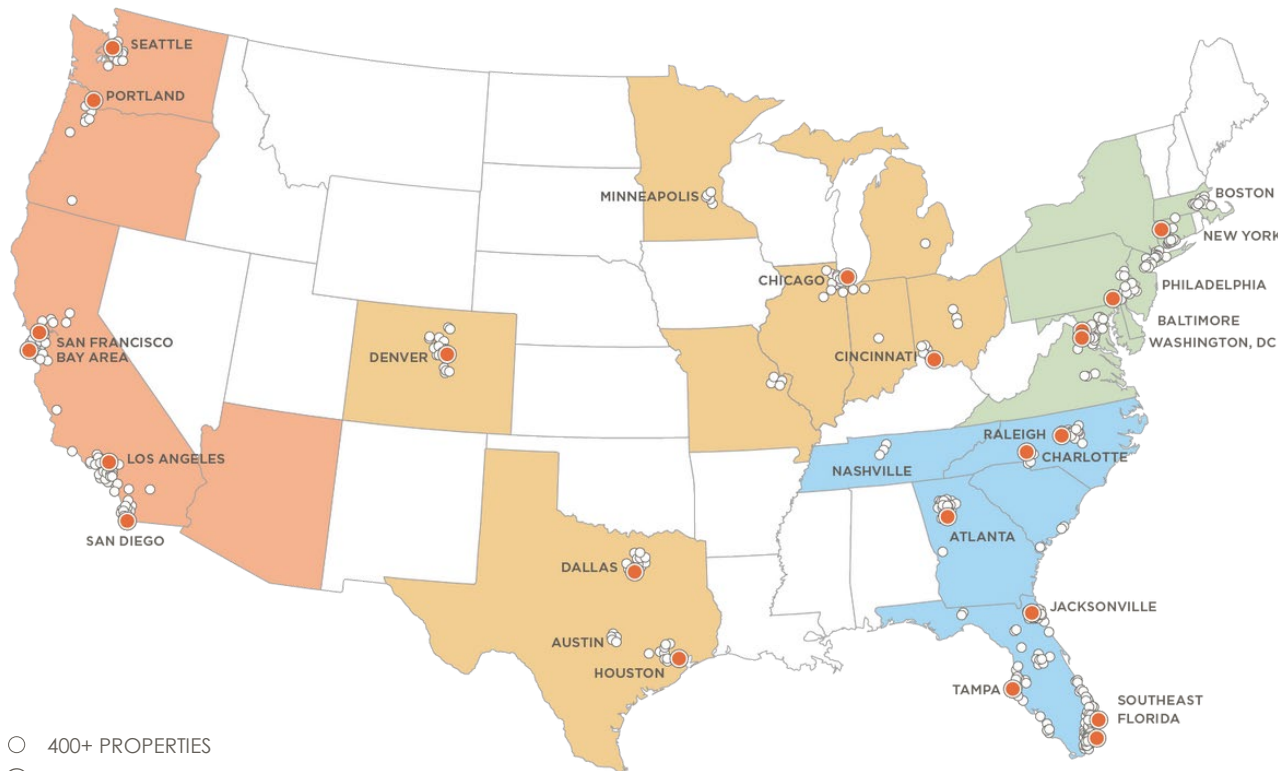 SEATTLE
PORTLAND
MINNEAPOLIS
BOSTON
NEW YORK
CHICAGO
PHILADELPHIA
BALTIMORE
WASHINGTON, DC
SAN FRANCISCO
BAY AREA
DENVER
CINCINNATI
RALEIGH
CHARLOTTE
LOS ANGELES
NASHVILLE
SAN DIEGO
ATLANTA
DALLAS
JACKSONVILLE
AUSTIN
HOUSTON
TAMPA
SOUTHEAST
FLORIDA
400+ PROPERTIES